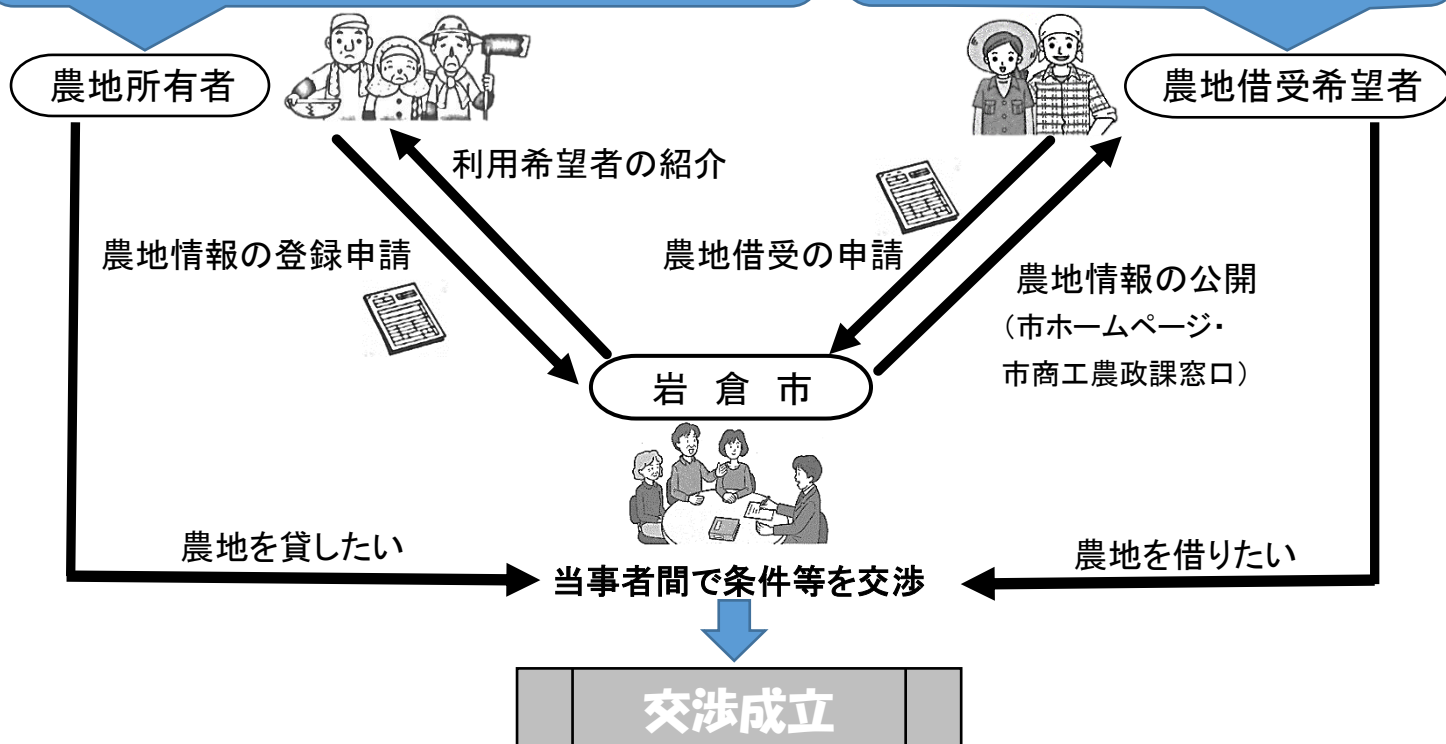 農地所有者
農地借受希望者
利用希望者の紹介
農地情報の登録申請
農地借受の申請
農地情報の公開
（市ホームページ・
市商工農政課窓口）
岩倉市
農地を貸したい
農地を借りたい
当事者間で条件等を交渉
交渉成立